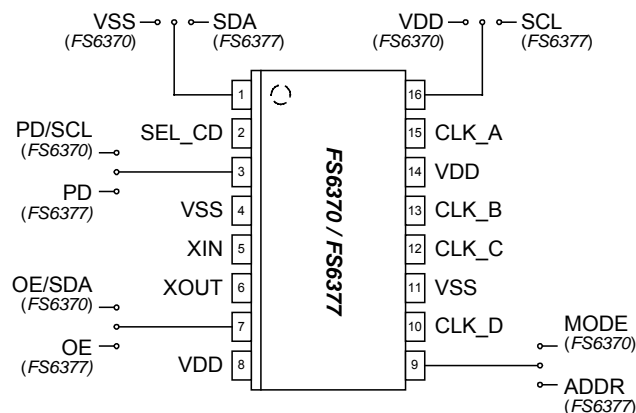 VSS SDA
(FS6370) (FS6377)
VDD SCL
(FS6370) (FS6377)
1 16
PD/SCL
(FS6370)
SEL_CD 2 15 CLK_A
3 14 VDD
PD
(FS6377)
VSS 4 13 CLK_B
XIN 5 12 CLK_C
OE/SDA
(FS6370)
XOUT 6 11 VSS
7 10 CLK_D
OE
(FS6377)
VDD 8 9
MODE
(FS6370)
ADDR
(FS6377)
FS6370 / FS6377